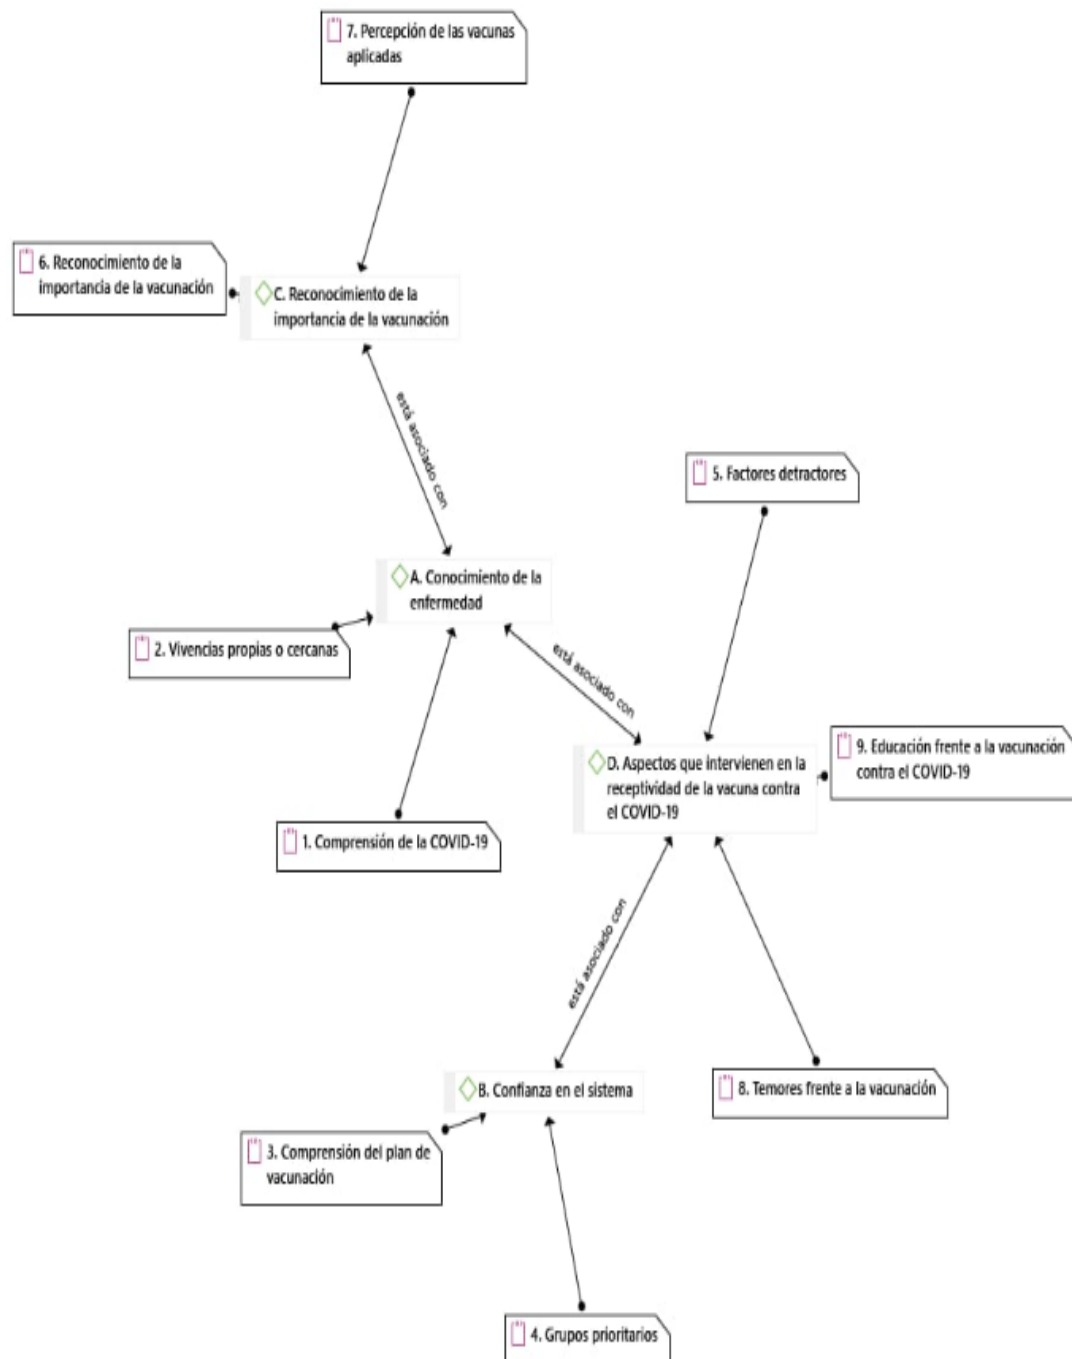 7. Percepción de las vacunas
aplicadas
6. Reconocimiento de la
importancia de la vacunación
C. Reconocimiento de la
importancia de la vacunación
está asociado con
5. Factores detractores
A. Conocimiento de la
enfermedad
2. Vivencias propias o cercanas
está asociado con
9. Educación frente a la vacunación
contra el COVID-19
D. Aspectos que intervienen en la
receptividad de la vacuna contra
el COVID-19
1. Comprensión de la COVID-19
está asociado con
B. Confianza en el sistema
8. Temores frente a la vacunación
3. Comprensión del plan de
vacunación
4. Grupos prioritarios